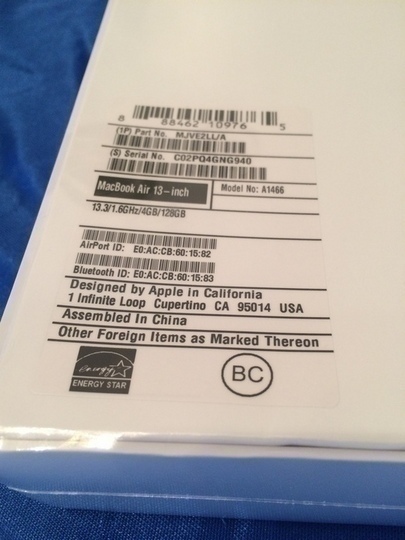 8 88462 10976 5
(1P) Part No. MJVE2LL/A
(S) Serial No. C02PQ4GNG940
MacBook Air 13-inch Model No: A1466
13.3/1.6GHz/4GB/128GB
AirPort ID: E0:AC:CB:60:15:82
Bluetooth ID: E0:AC:CB:60:15:83
Designed by Apple in California
1 Infinite Loop Cupertino CA 95014 USA
Assembled In China
Other Foreign Items as Marked Thereon
energy
ENERGY STAR
BC